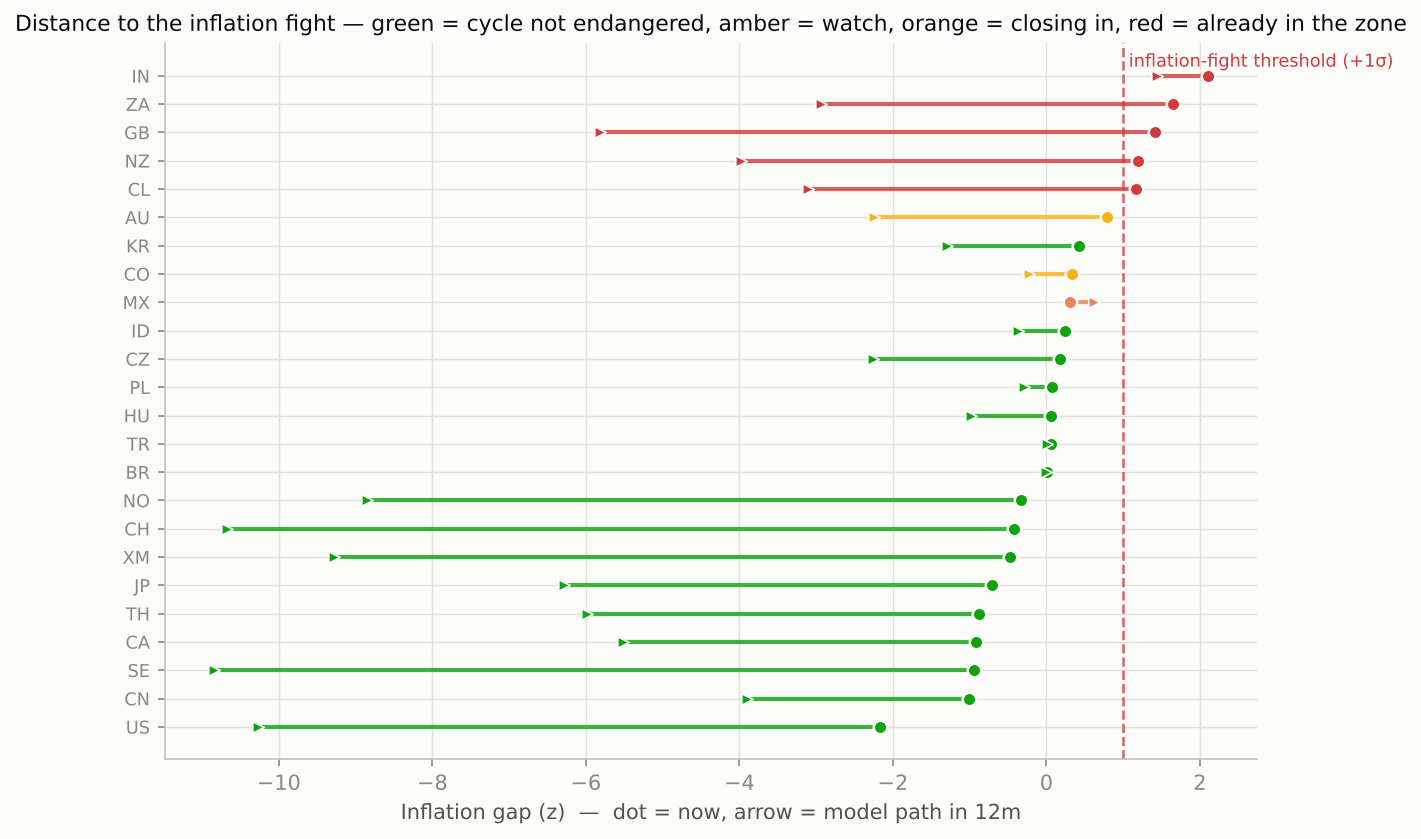 Distance to the inflation fight — green = cycle not endangered, amber = watch, orange = closing in, red = already in the zone
inflation-fight threshold (+1σ)
IN
ZA
GB
NZ
CL
AU
KR
CO
MX
ID
CZ
PL
HU
TR
BR
NO
CH
XM
JP
TH
CA
SE
CN
US
−10 −8 −6 −4 −2 0 2
Inflation gap (z) — dot = now, arrow = model path in 12m